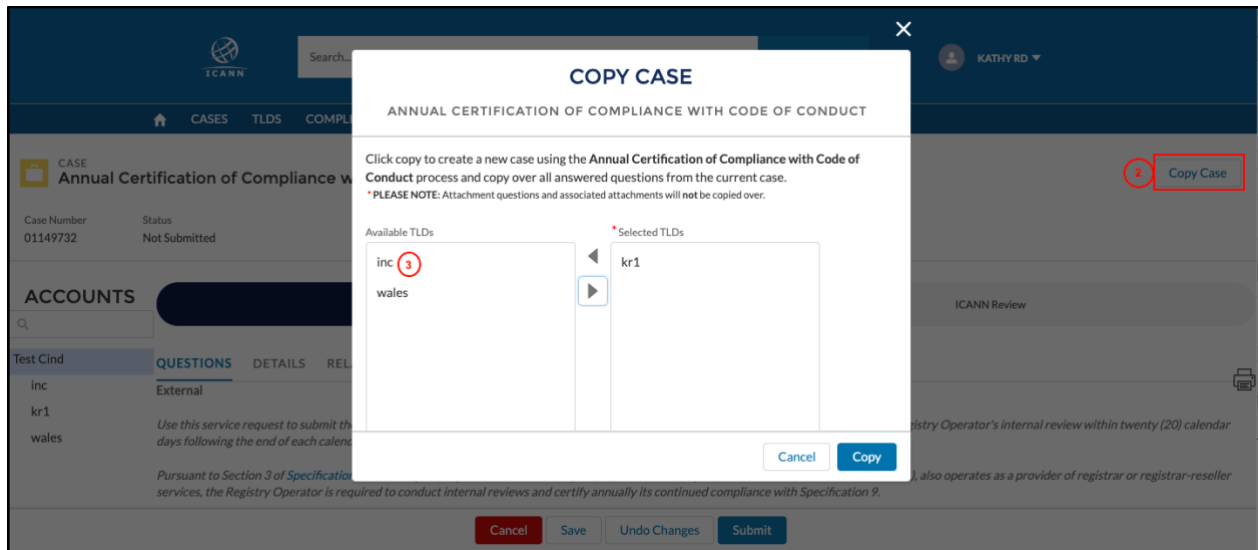 ICANN
Search...
KATHY RD
CASES TLDS COMPLI
CASE
Annual Certification of Compliance w
2
Copy Case
Case Number Status
01149732 Not Submitted
COPY CASE
ANNUAL CERTIFICATION OF COMPLIANCE WITH CODE OF CONDUCT
Click copy to create a new case using the Annual Certification of Compliance with Code of
Conduct process and copy over all answered questions from the current case.
*PLEASE NOTE: Attachment questions and associated attachments will not be copied over.
Available TLDs *Selected TLDs
inc 3 kr1
wales
Cancel Copy
ACCOUNTS
ICANN Review
Test Cind
inc
kr1
wales
QUESTIONS DETAILS REL
External
Use this service request to submit th
gistry Operator's internal review within twenty (20) calendar
days following the end of each calend
Pursuant to Section 3 of Specification
), also operates as a provider of registrar or registrar-reseller
services, the Registry Operator is required to conduct internal reviews and certify annually its continued compliance with Specification 9.
Cancel Save Undo Changes Submit